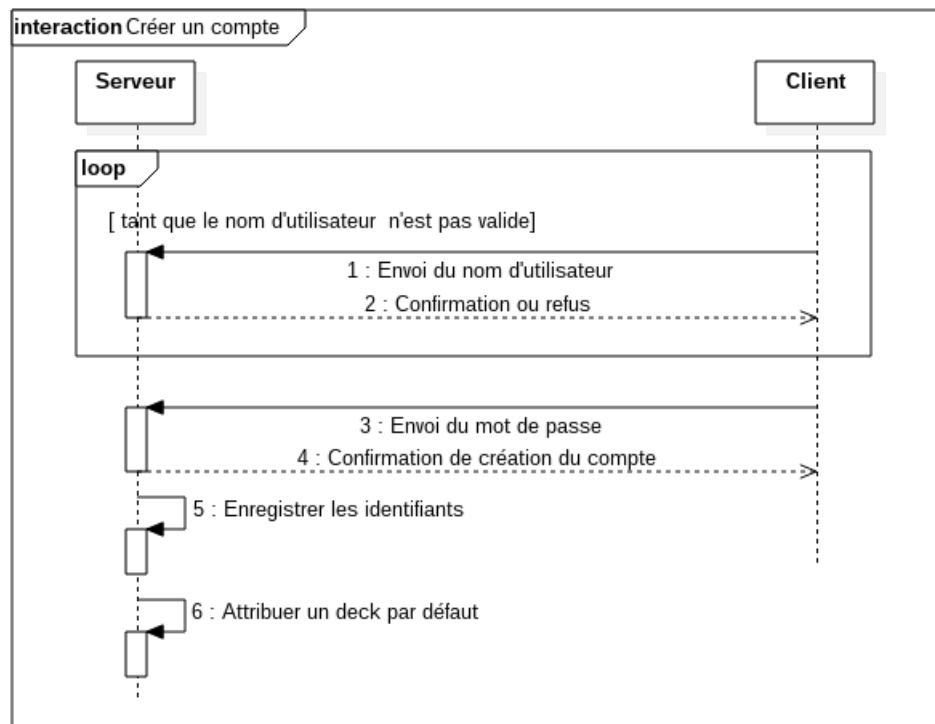 interaction Créer un compte
Serveur
Client
loop
[ tant que le nom d'utilisateur n'est pas valide]
1 : Envoi du nom d'utilisateur
2 : Confirmation ou refus
3 : Envoi du mot de passe
4 : Confirmation de création du compte
5 : Enregistrer les identifiants
6 : Attribuer un deck par défaut